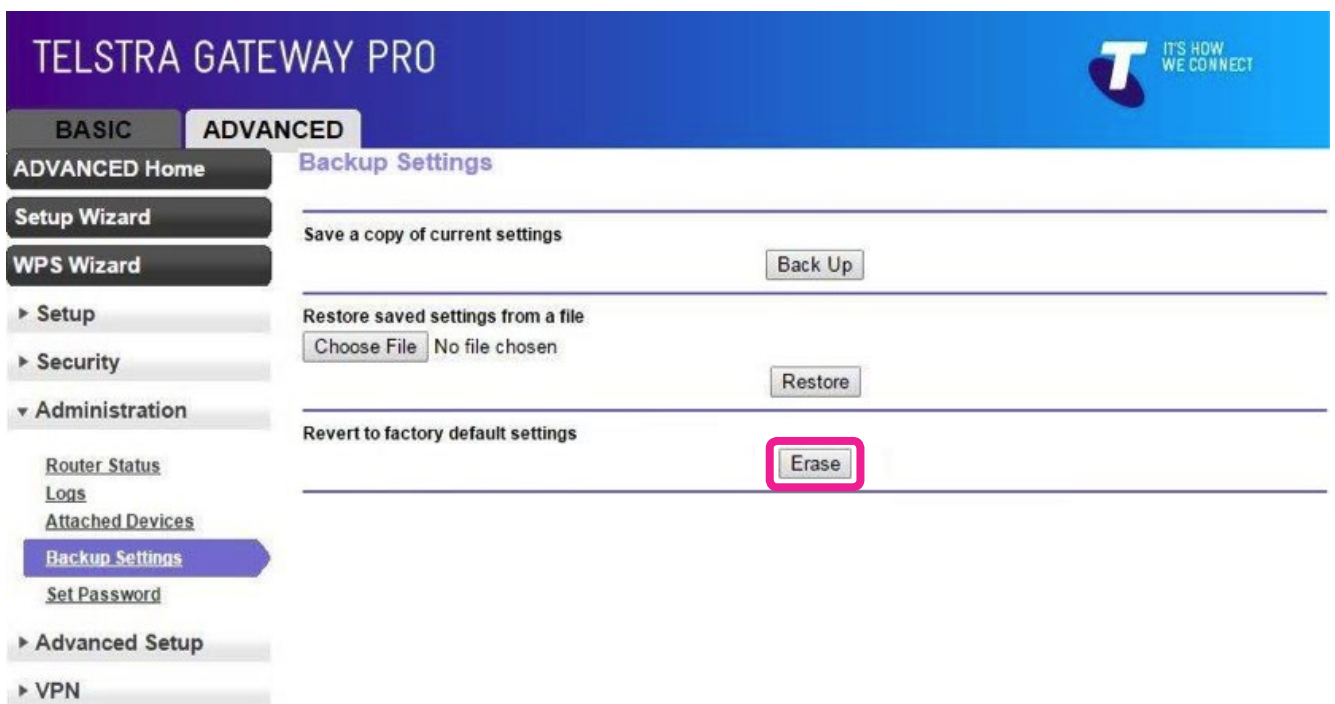 TELSTRA GATEWAY PRO
IT'S HOW
WE CONNECT
BASIC
ADVANCED
ADVANCED Home
Setup Wizard
WPS Wizard
Setup
Security
Administration
Router Status
Logs
Attached Devices
Backup Settings
Set Password
Advanced Setup
VPN
Backup Settings
Save a copy of current settings
Back Up
Restore saved settings from a file
Choose File No file chosen
Restore
Revert to factory default settings
Erase